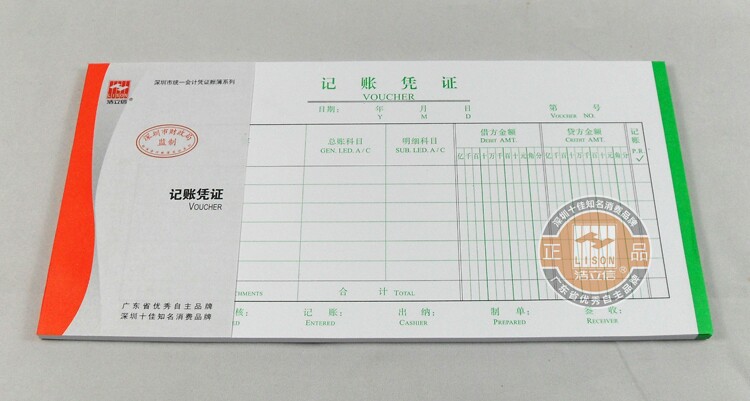 深圳市统一会计凭证帐簿系列
洁立信®
深圳市财政局
监制
记账凭证
VOUCHER
广东省优秀自主品牌
深圳十佳知名消费品牌
记账凭证
VOUCHER
日期: 年 月 日
Y M D
第 号
VOUCHER NO.
总账科目
GEN. LED. A/C
明细科目
SUB. LED. A/C
借方金额
DEBIT AMT.
亿千百十万千百十元角分
贷方金额
CREDIT AMT.
亿千百十万千百十元角分
记账
P.R
✓
合 计 TOTAL
核:
记 账:
ENTERED
出 纳:
CASHIER
制 单:
PREPARED
签 收:
RECEIVER
深圳十佳知名消费品牌
正 品
LISON
洁立信®
广东省优秀自主品牌